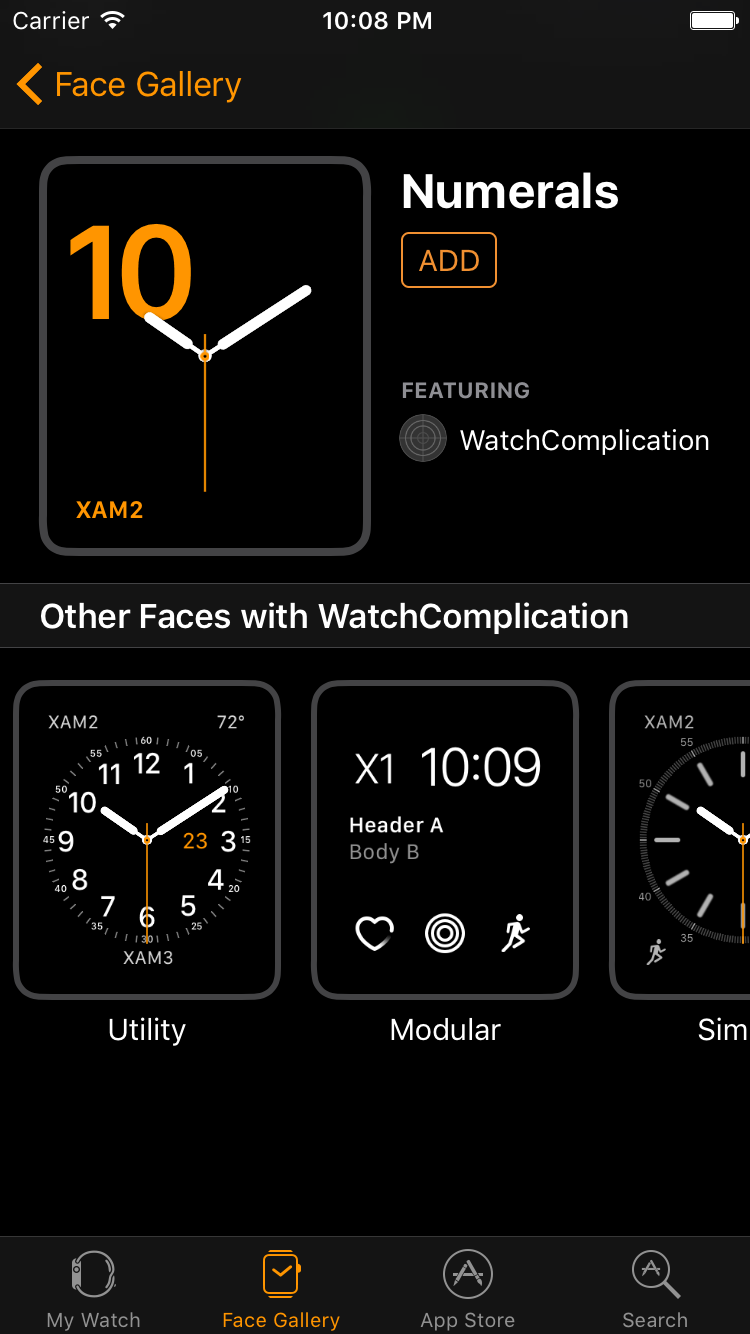 Carrier 10:08 PM
Face Gallery
10
XAM2
Numerals
ADD
FEATURING
WatchComplication
Other Faces with WatchComplication
XAM2 72°
60
55 05
12
11 1
50 10
10 2
45 9 23 3 15
8 4
40 20
7 5
6
35 25
30
XAM3
Utility
X1 10:09
Header A
Body B
Modular
XAM2
55
50
40
35
Sim
My Watch Face Gallery App Store Search